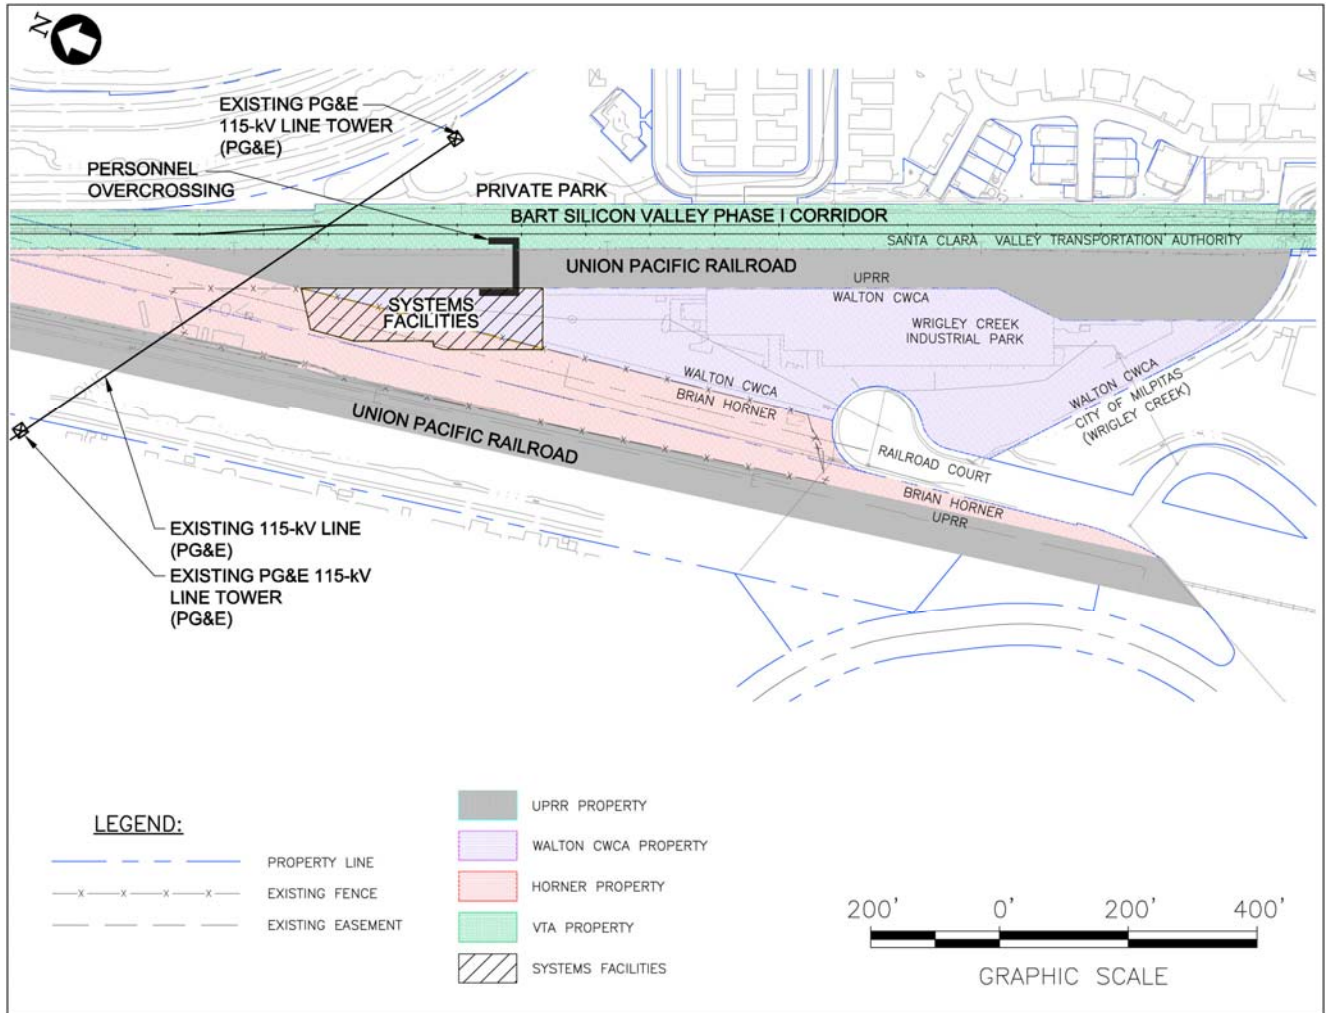 N
EXISTING PG&E
115-kV LINE TOWER
(PG&E)
PERSONNEL
OVERCROSSING
PRIVATE PARK
BART SILICON VALLEY PHASE I CORRIDOR
SANTA CLARA VALLEY TRANSPORTATION AUTHORITY
UNION PACIFIC RAILROAD
UPRR
WALTON CWCA
SYSTEMS
FACILITIES
WRIGLEY CREEK
INDUSTRIAL PARK
WALTON CWCA
BRIAN HORNER
WALTON CWCA
CITY OF MILPITAS
(WRIGLEY CREEK)
UNION PACIFIC RAILROAD
RAILROAD COURT
BRIAN HORNER
UPRR
EXISTING 115-kV LINE
(PG&E)
EXISTING PG&E 115-kV
LINE TOWER
(PG&E)
LEGEND:
PROPERTY LINE
EXISTING FENCE
EXISTING EASEMENT
UPRR PROPERTY
WALTON CWCA PROPERTY
HORNER PROPERTY
VTA PROPERTY
SYSTEMS FACILITIES
200' 0' 200' 400'
GRAPHIC SCALE